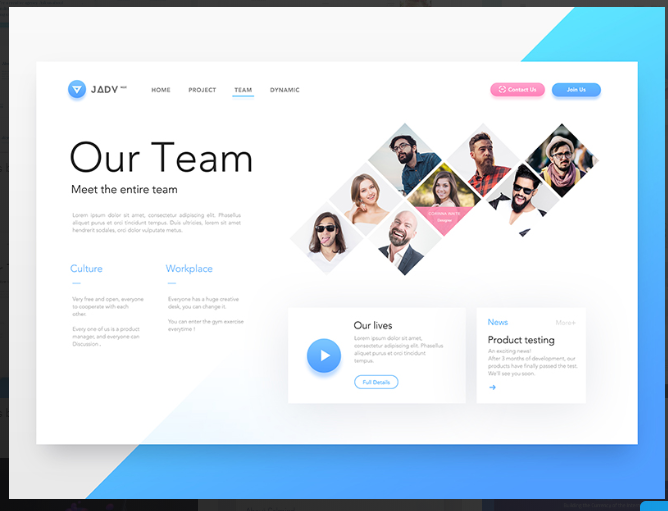 JΔDV
HOME PROJECT TEAM DYNAMIC
Contact Us Join Us
Our Team
Meet the entire team
Lorem ipsum dolor sit amet, consectetur adipiscing elit. Phasellus
aliquet purus et orci tincidunt tempus. Duis ultricies, lorem sit amet
hendrerit sodales, orci dolor vulputate metus.
Culture
Very free and open, everyone
to cooperate with each
other.
Every one of us is a product
manager, and everyone can
Discussion...
Workplace
Everyone has a huge creative
desk, you can change it.
You can enter the gym exercise
everytime !
Our lives
Lorem ipsum dolor sit amet,
consectetur adipiscing elit. Phasellus
aliquet purus et orci tincidunt
tempus.
Full Details
News
More+
Product testing
An exciting news!
After 3 months of development, our
products have finally passed the test.
We'll see you soon.